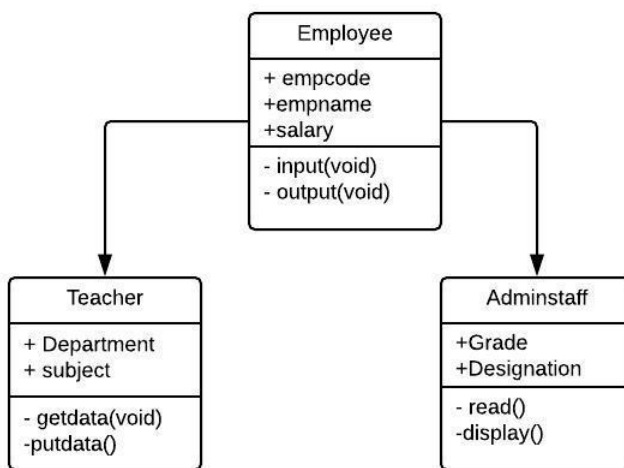 Employee
+ empcode
+empname
+salary
- input(void)
- output(void)
Teacher
+ Department
+ subject
- getdata(void)
-putdata()
Adminstaff
+Grade
+Designation
- read()
-display()